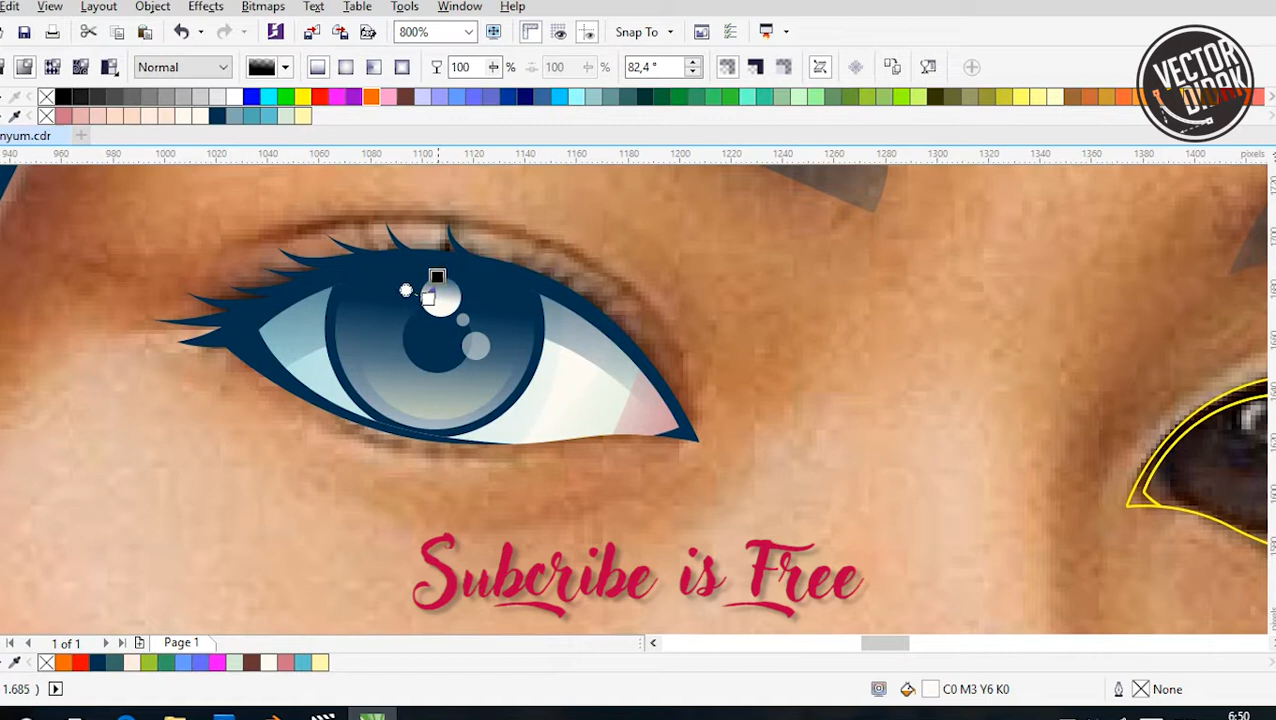 Edit View Layout Object Effects Bitmaps Text Table Tools Window Help
800% Snap To
Normal 100 % 100 % 82,4 °
VECTOR
DIDAK
nyum.cdr
940 960 980 1000 1020 1040 1060 1080 1100 1120 1140 1160 1180 1200 1220 1240 1260 1280 1300 1320 1340 1360 1380 1400 pixels
Subcribe is Free
1 of 1 Page 1
1.685 ) C0 M3 Y6 K0 None
6:50